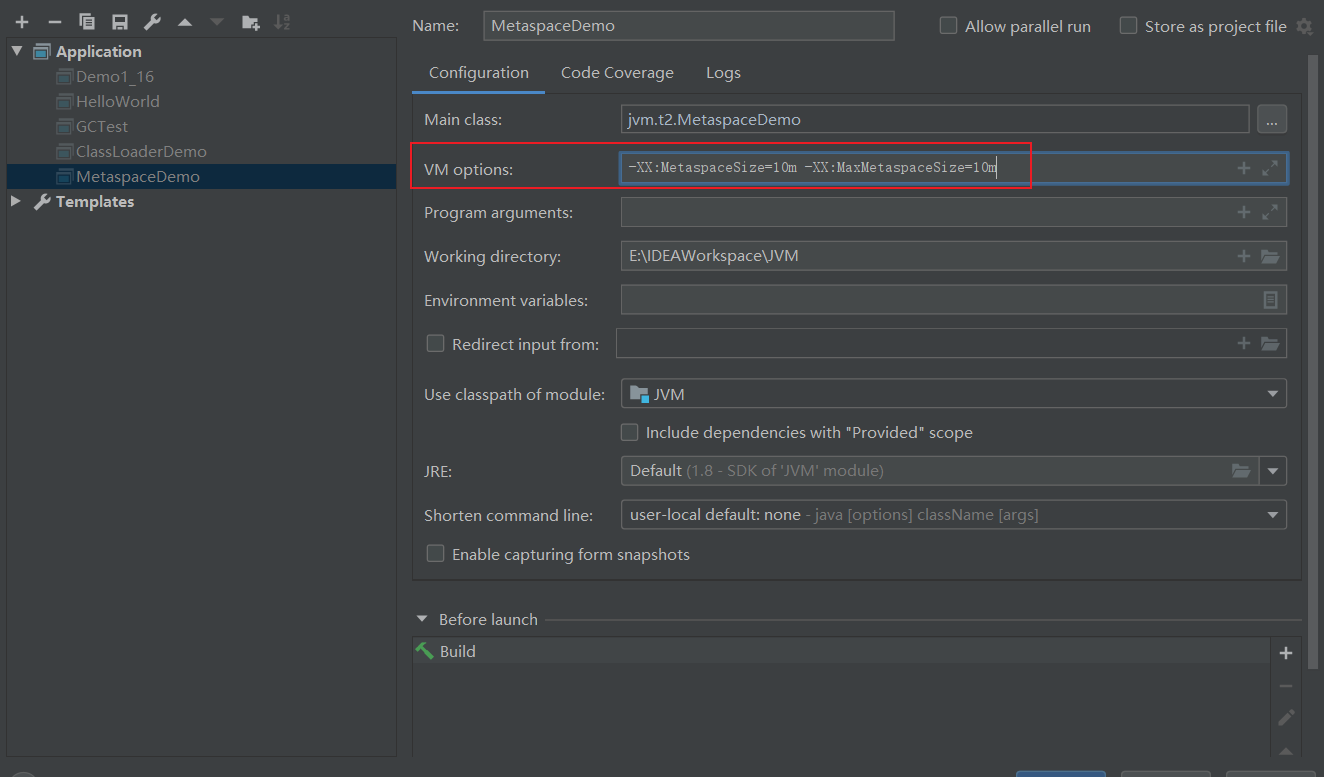 Name: MetaspaceDemo Allow parallel run Store as project file
Application
Demo1_16
HelloWorld
GCTest
ClassLoaderDemo
MetaspaceDemo
Templates
Configuration Code Coverage Logs
Main class: jvm.t2.MetaspaceDemo ...
VM options: -XX:MetaspaceSize=10m -XX:MaxMetaspaceSize=10m
Program arguments:
Working directory: E:\IDEAWorkspace\JVM
Environment variables:
Redirect input from:
Use classpath of module: JVM
Include dependencies with "Provided" scope
JRE: Default (1.8 - SDK of 'JVM' module)
Shorten command line: user-local default: none - java [options] className [args]
Enable capturing form snapshots
Before launch
Build